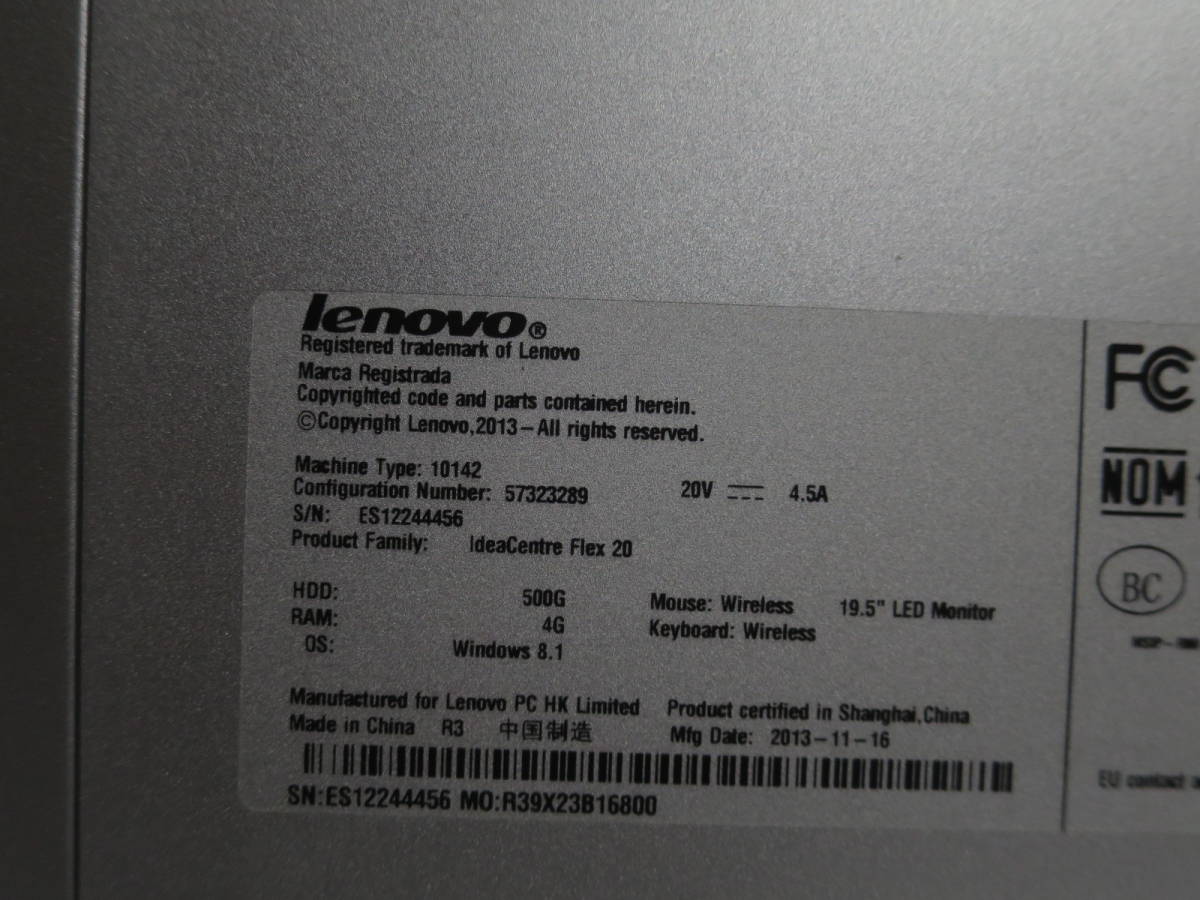 lenovo®
Registered trademark of Lenovo
Marca Registrada
Copyrighted code and parts contained herein.
©Copyright Lenovo,2013—All rights reserved.
Machine Type: 10142
Configuration Number: 57323289
20V 4.5A
S/N: ES12244456
Product Family: IdeaCentre Flex 20
HDD: 500G
RAM: 4G
OS: Windows 8.1
Mouse: Wireless 19.5" LED Monitor
Keyboard: Wireless
Manufactured for Lenovo PC HK Limited Product certified in Shanghai,China
Made in China R3 中国制造 Mfg Date: 2013-11-16
SN:ES12244456 MO:R39X23B16800
FC
NOM
BC
EU contact